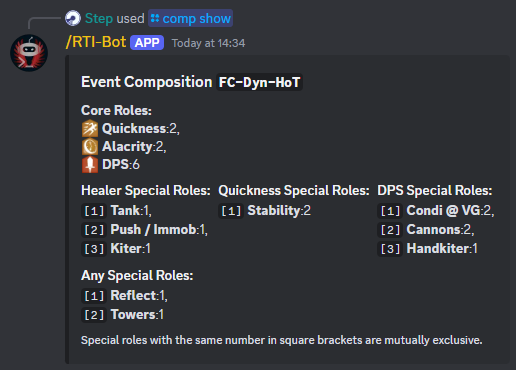 Step used comp show
/RTI-Bot APP Today at 14:34
Event Composition FC-Dyn-HoT
Core Roles:
Quickness:2,
Alacrity:2,
DPS:6
Healer Special Roles:
[1] Tank:1,
[2] Push / Immob:1,
[3] Kiter:1
Quickness Special Roles:
[1] Stability:2
DPS Special Roles:
[1] Condi @ VG:2,
[2] Cannons:2,
[3] Handkiter:1
Any Special Roles:
[1] Reflect:1,
[2] Towers:1
Special roles with the same number in square brackets are mutually exclusive.